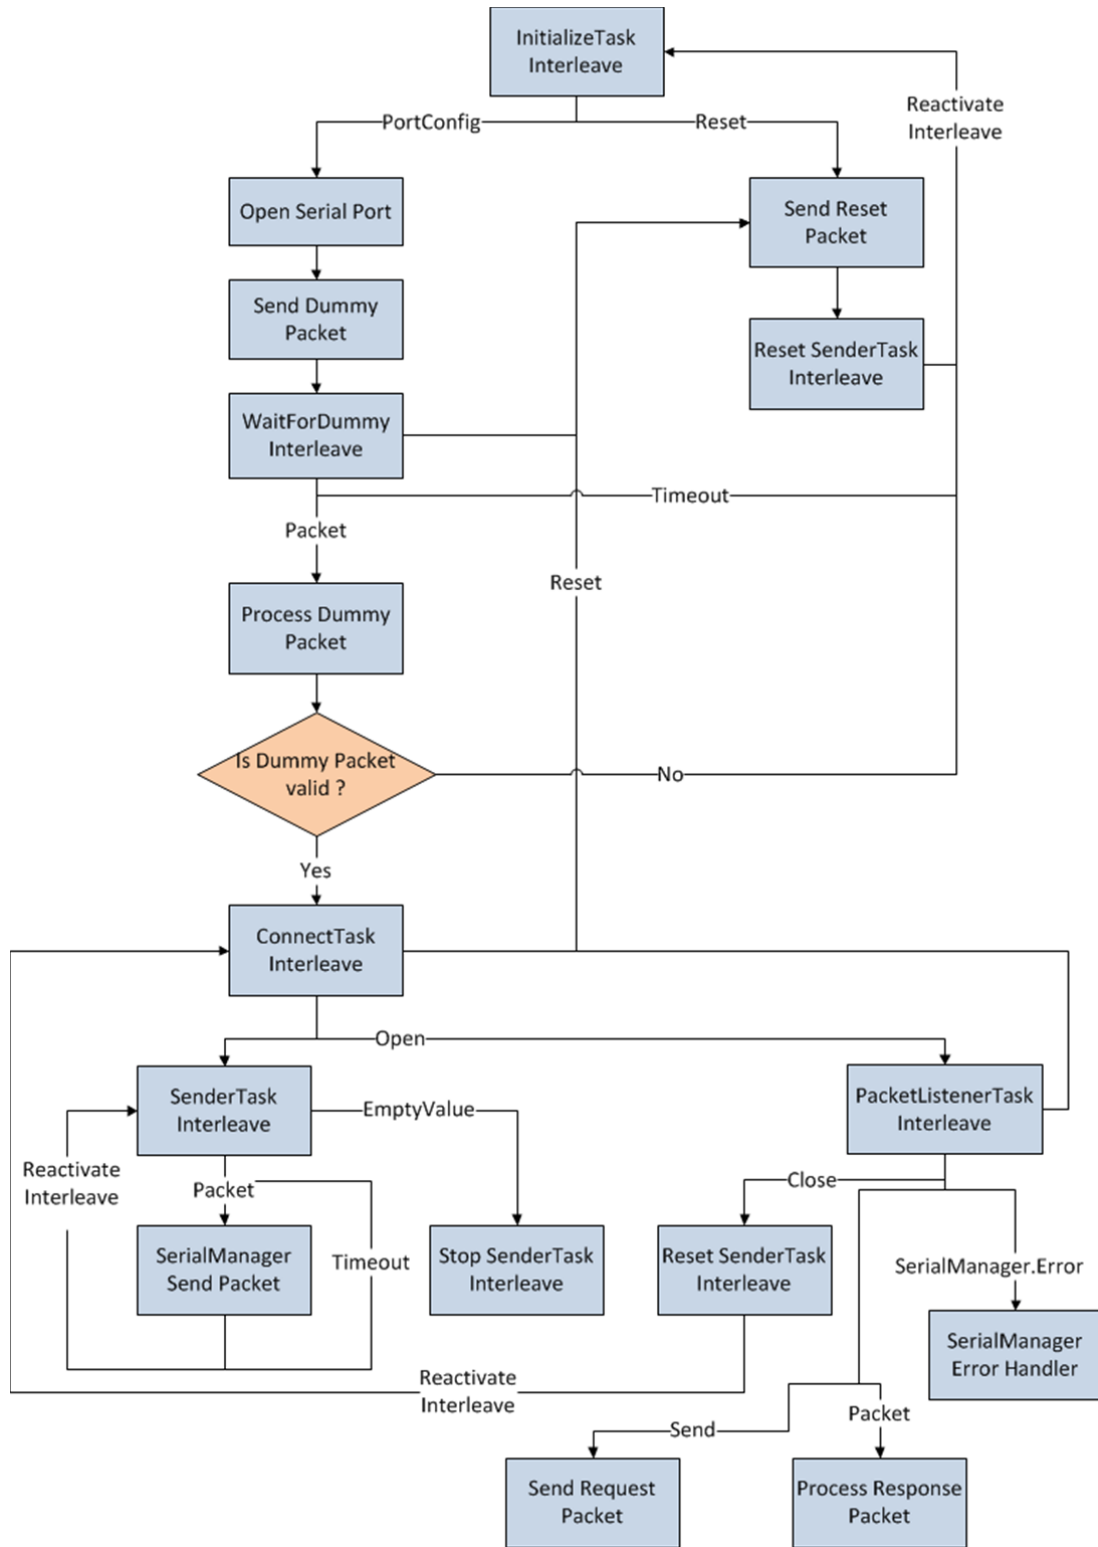 InitializeTask
Interleave
Reactivate
Interleave
PortConfig
Reset
Open Serial Port
Send Reset
Packet
Send Dummy
Packet
Reset SenderTask
Interleave
WaitForDummy
Interleave
Timeout
Packet
Reset
Process Dummy
Packet
Is Dummy Packet
valid ?
No
Yes
ConnectTask
Interleave
Open
SenderTask
Interleave
EmptyValue
PacketListenerTask
Interleave
Reactivate
Interleave
Packet
Close
SerialManager
Send Packet
Timeout
Stop SenderTask
Interleave
Reset SenderTask
Interleave
SerialManager.Error
SerialManager
Error Handler
Reactivate
Interleave
Packet
Send
Send Request
Packet
Process Response
Packet